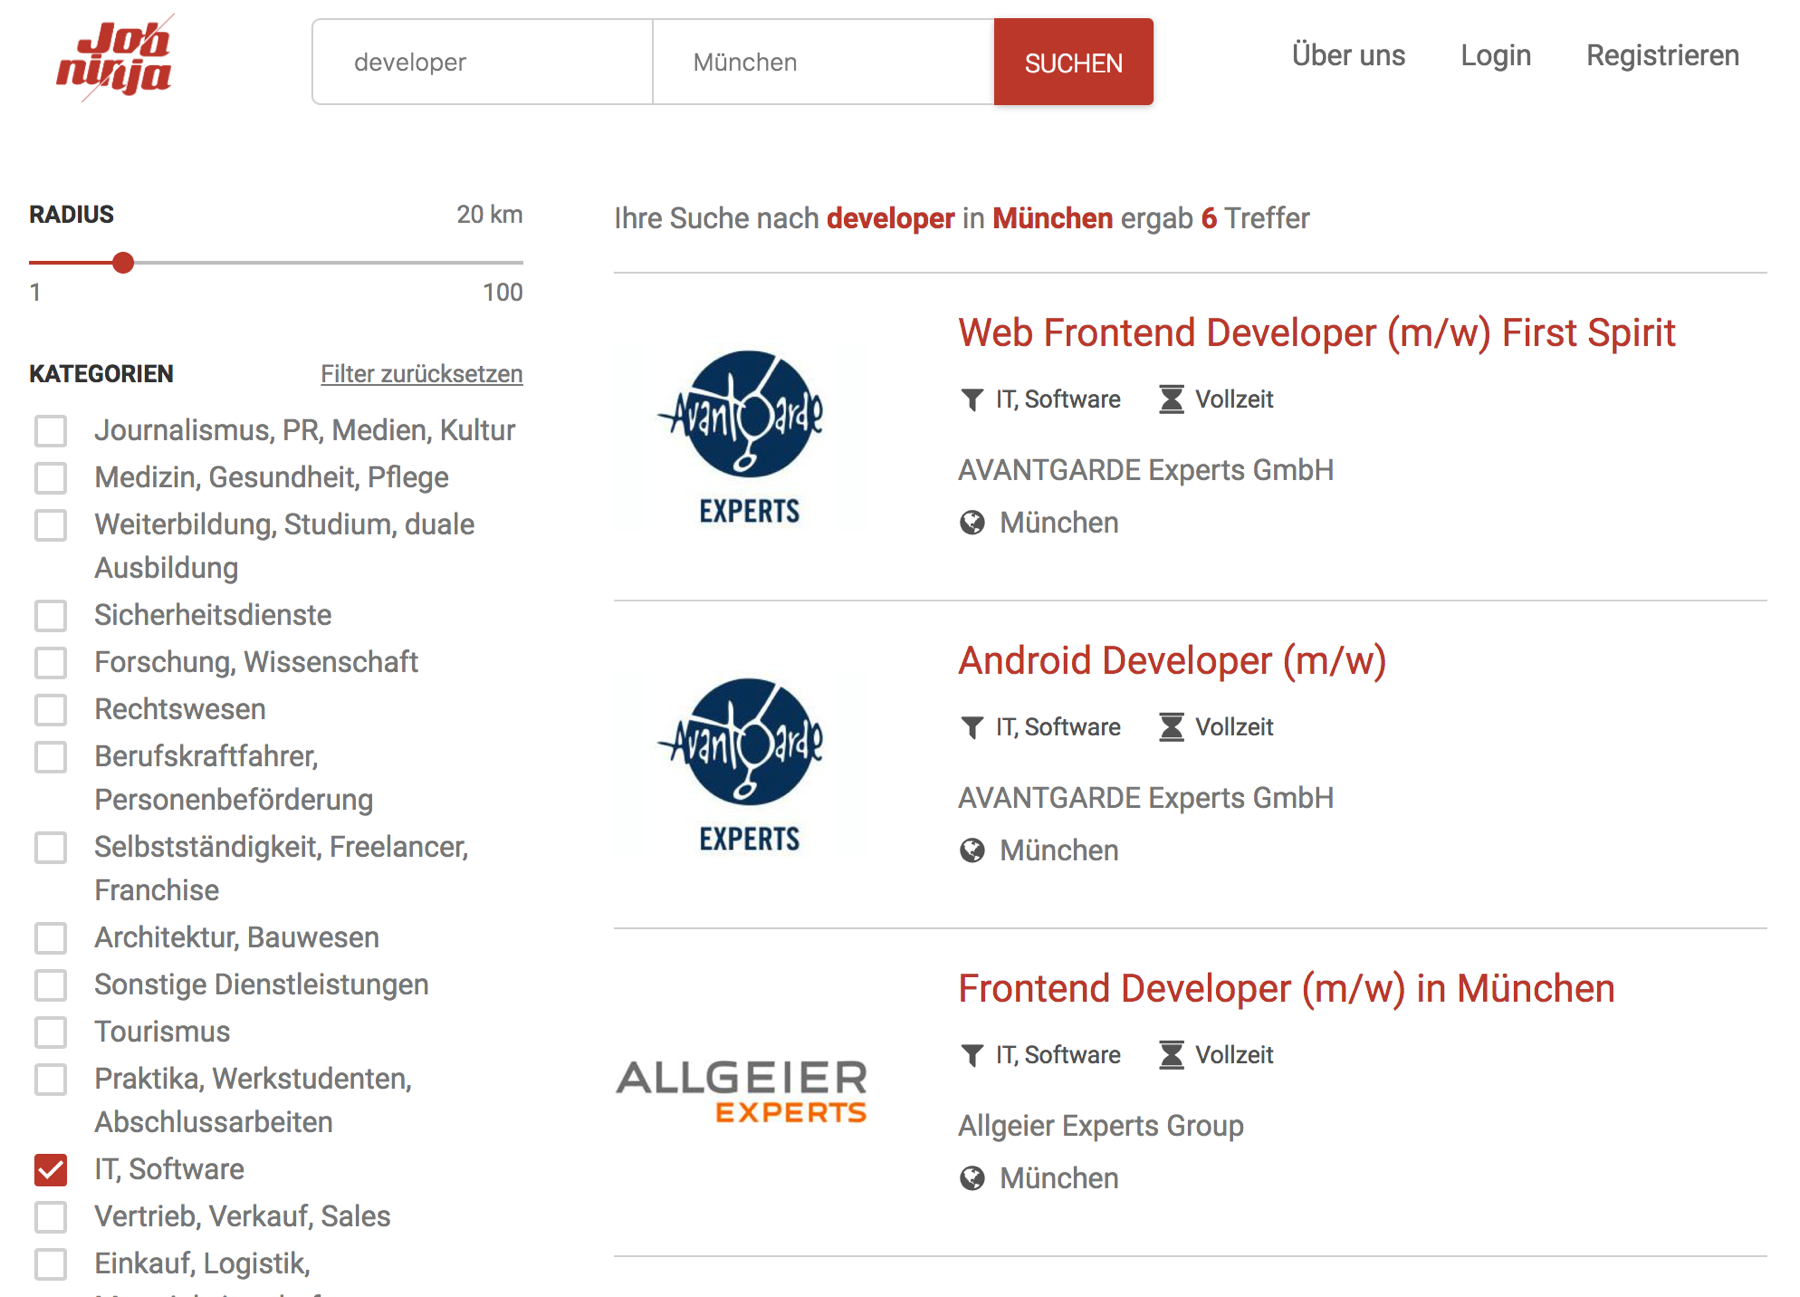 Job
ninja
developer
München
SUCHEN
Über uns
Login
Registrieren
RADIUS
20 km
1
100
KATEGORIEN
Filter zurücksetzen
Journalismus, PR, Medien, Kultur
Medizin, Gesundheit, Pflege
Weiterbildung, Studium, duale
Ausbildung
Sicherheitsdienste
Forschung, Wissenschaft
Rechtswesen
Berufskraftfahrer,
Personenbeförderung
Selbstständigkeit, Freelancer,
Franchise
Architektur, Bauwesen
Sonstige Dienstleistungen
Tourismus
Praktika, Werkstudenten,
Abschlussarbeiten
IT, Software
Vertrieb, Verkauf, Sales
Einkauf, Logistik,
Ihre Suche nach developer in München ergab 6 Treffer
AvantGarde
EXPERTS
Web Frontend Developer (m/w) First Spirit
IT, Software
Vollzeit
AVANTGARDE Experts GmbH
München
AvantGarde
EXPERTS
Android Developer (m/w)
IT, Software
Vollzeit
AVANTGARDE Experts GmbH
München
ALLGEIER
EXPERTS
Frontend Developer (m/w) in München
IT, Software
Vollzeit
Allgeier Experts Group
München